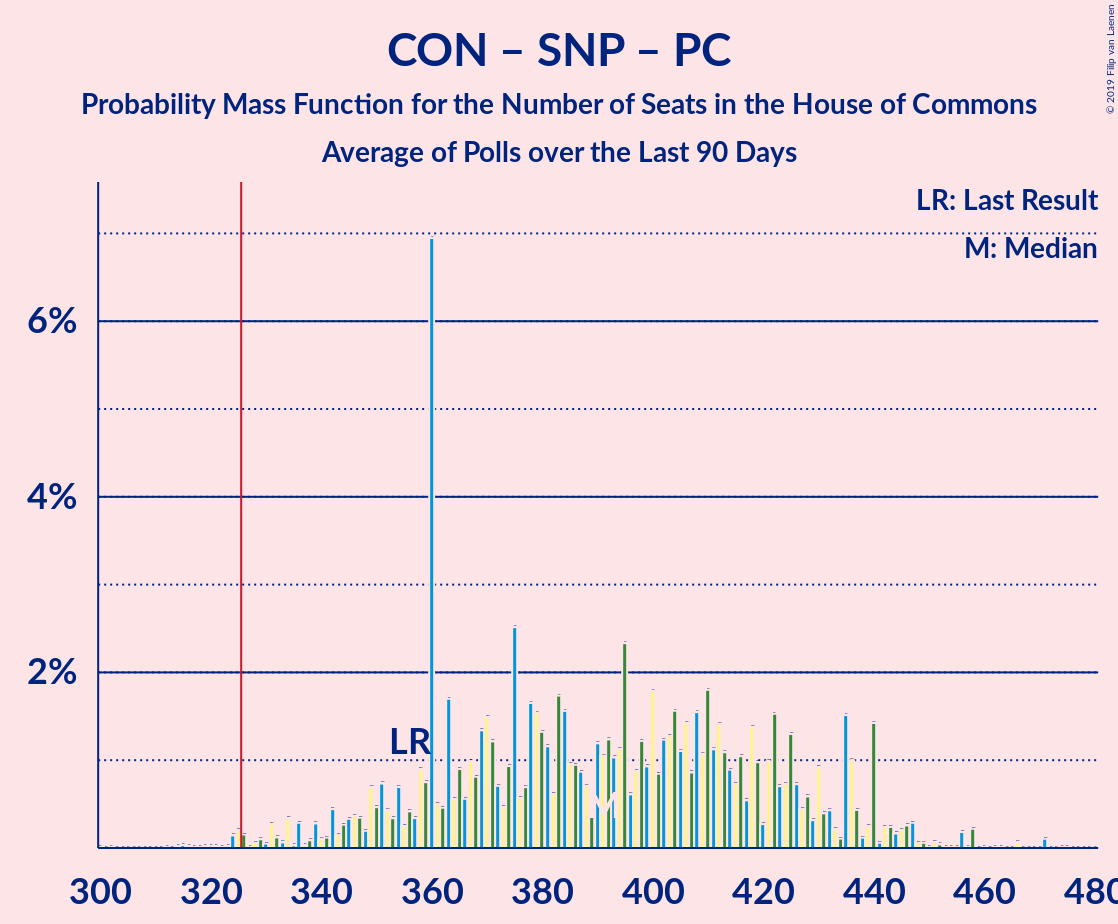 CON – SNP – PC
Probability Mass Function for the Number of Seats in the House of Commons
Average of Polls over the Last 90 Days
© 2019 Filip van Laenen
LR: Last Result
M: Median
6%
4%
2%
LR
M
300 320 340 360 380 400 420 440 460 480